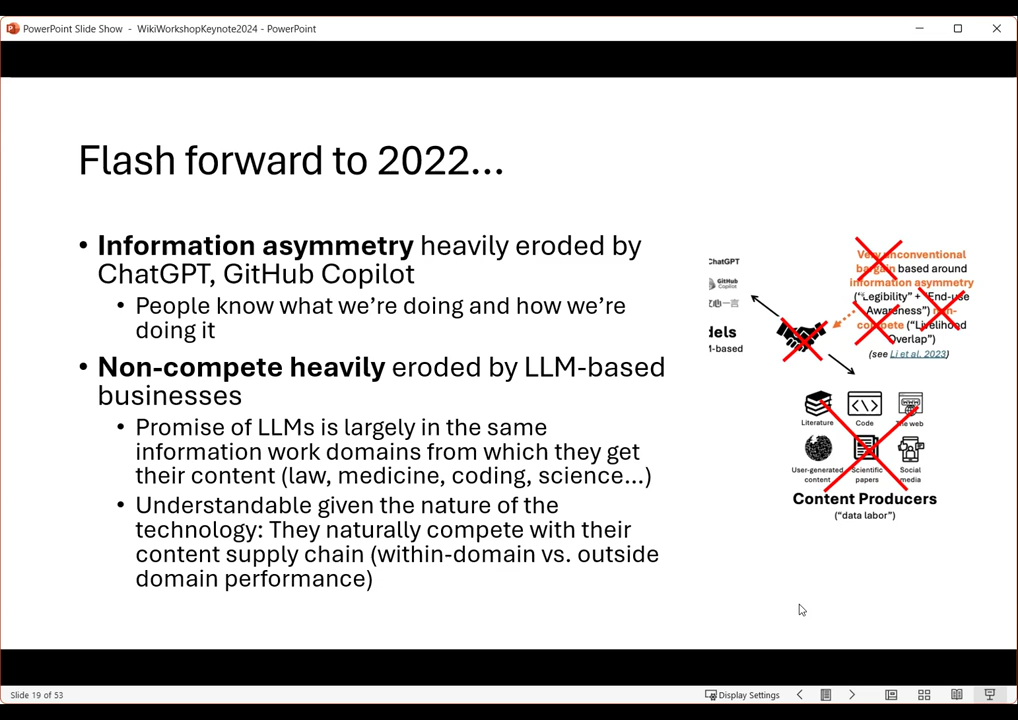 PowerPoint Slide Show - WikiWorkshopKeynote2024 - PowerPoint
Flash forward to 2022...
• Information asymmetry heavily eroded by
ChatGPT, GitHub Copilot
• People know what we're doing and how we're
doing it
• Non-compete heavily eroded by LLM-based
businesses
• Promise of LLMs is largely in the same
information work domains from which they get
their content (law, medicine, coding, science...)
• Understandable given the nature of the
technology: They naturally compete with their
content supply chain (within-domain vs. outside
domain performance)
ChatGPT
GitHub
Copilot
心一言
dels
M-based
Very unconventional
bargain based around
information asymmetry
("Legibility" + "End-use
Awareness") non-
compete ("Livelihood
Overlap")
(see Li et al. 2023)
Literature
Code
The web
User-generated
content
Scientific
papers
Social
media
Content Producers
("data labor")
Slide 19 of 53
Display Settings